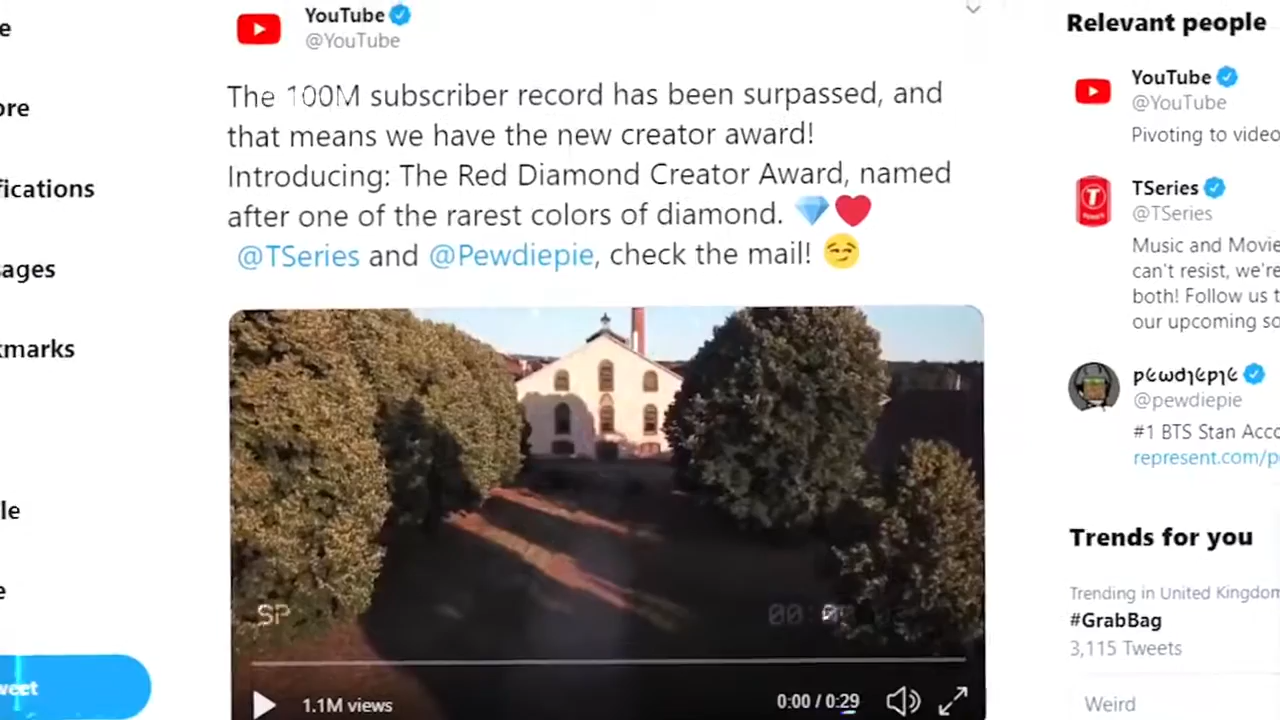 YouTube
@YouTube
The 100M subscriber record has been surpassed, and
that means we have the new creator award!
Introducing: The Red Diamond Creator Award, named
after one of the rarest colors of diamond. 💎❤️
@TSeries and @Pewdiepie, check the mail! 😏
SP
1.1M views
0:00 / 0:29
Relevant people
YouTube
@YouTube
Pivoting to video
TSeries
@TSeries
Music and Movie
can't resist, we're
both! Follow us t
our upcoming so
@pewdiepie
#1 BTS Stan Acco
represent.com/p
Trends for you
Trending in United Kingdom
#GrabBag
3,115 Tweets
Weird
e
ore
fications
sages
kmarks
le
e
weet